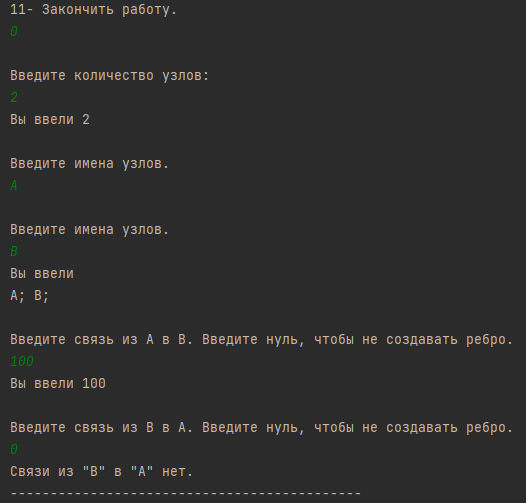 11- Закончить работу.
0
Введите количество узлов:
2
Вы ввели 2
Введите имена узлов.
A
Введите имена узлов.
B
Вы ввели
A; B;
Введите связь из A в B. Введите нуль, чтобы не создавать ребро.
100
Вы ввели 100
Введите связь из B в A. Введите нуль, чтобы не создавать ребро.
0
Связи из "B" в "A" нет.
--------------------------------------------